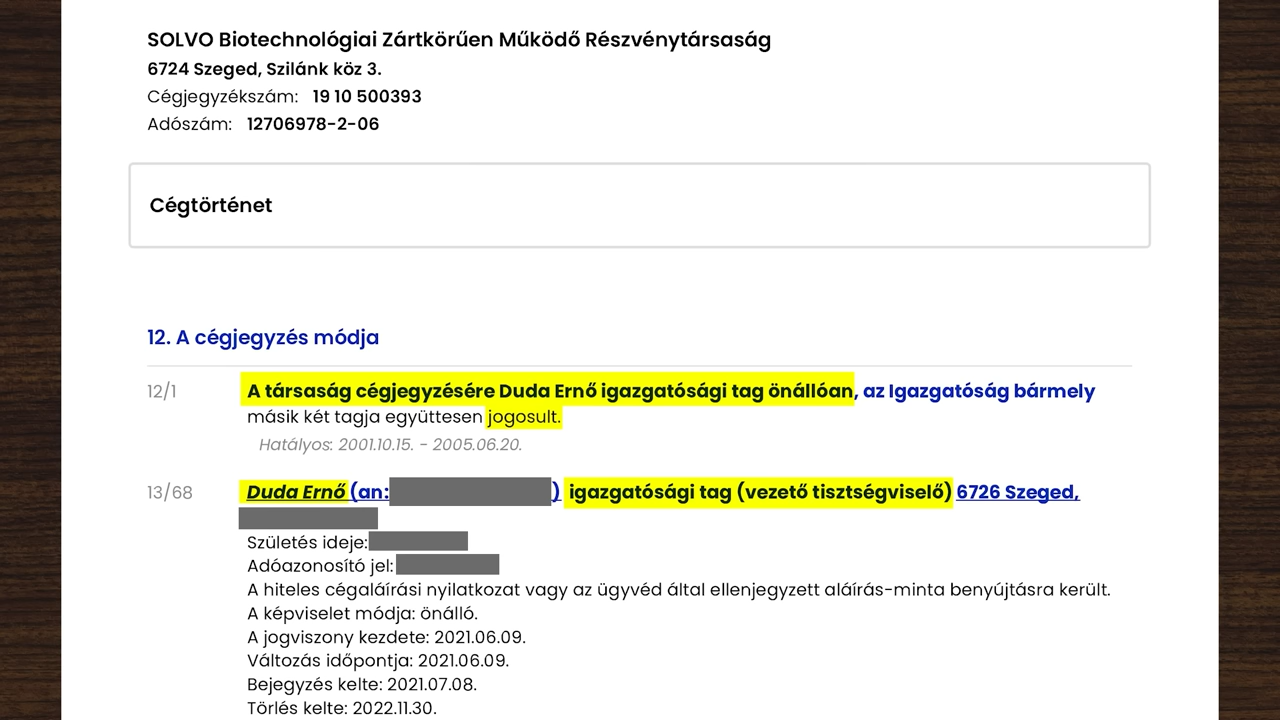 SOLVO Biotechnológiai Zártkörűen Működő Részvénytársaság
6724 Szeged, Szilánk köz 3.
Cégjegyzékszám: 19 10 500393
Adószám: 12706978-2-06
Cégtörténet
12. A cégjegyzés módja
12/1 A társaság cégjegyzésére Duda Ernő igazgatósági tag önállóan, az Igazgatóság bármely
másik két tagja együttesen jogosult.
Hatályos: 2001.10.15. - 2005.06.20.
13/68 Duda Ernő (an: ) igazgatósági tag (vezető tisztségviselő) 6726 Szeged,
Születés ideje:
Adóazonosító jel:
A hiteles cégaláírási nyilatkozat vagy az ügyvéd által ellenjegyzett aláírás-minta benyújtásra került.
A képviselet módja: önálló.
A jogviszony kezdete: 2021.06.09.
Változás időpontja: 2021.06.09.
Bejegyzés kelte: 2021.07.08.
Törlés kelte: 2022.11.30.